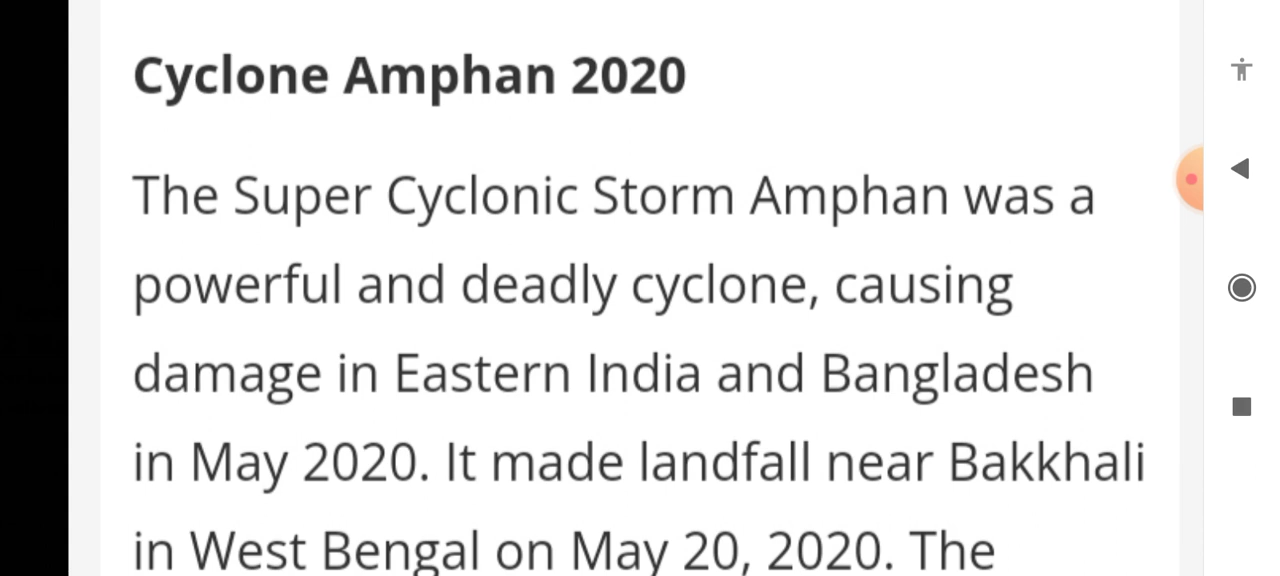 Cyclone Amphan 2020
The Super Cyclonic Storm Amphan was a
powerful and deadly cyclone, causing
damage in Eastern India and Bangladesh
in May 2020. It made landfall near Bakkhali
in West Bengal on May 20, 2020. The